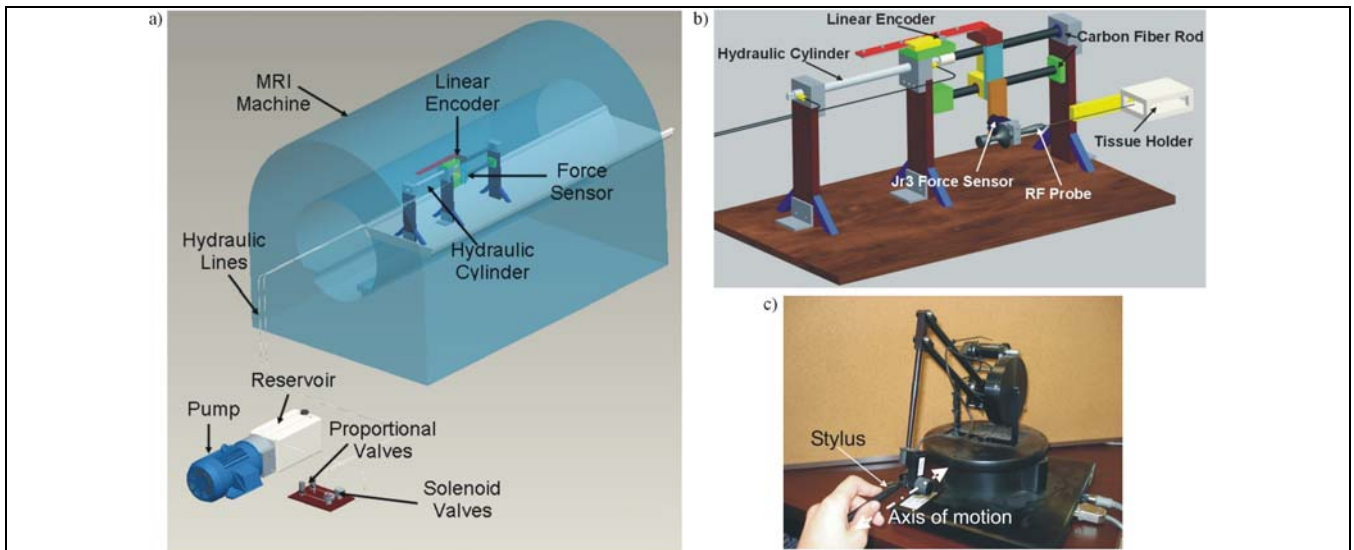 a)
MRI
Machine
Linear
Encoder
Force
Sensor
Hydraulic
Cylinder
Hydraulic
Lines
Reservoir
Pump
Proportional
Valves
Solenoid
Valves
b)
Linear Encoder
Hydraulic Cylinder
Carbon Fiber Rod
Tissue Holder
Jr3 Force Sensor
RF Probe
c)
Stylus
Axis of motion